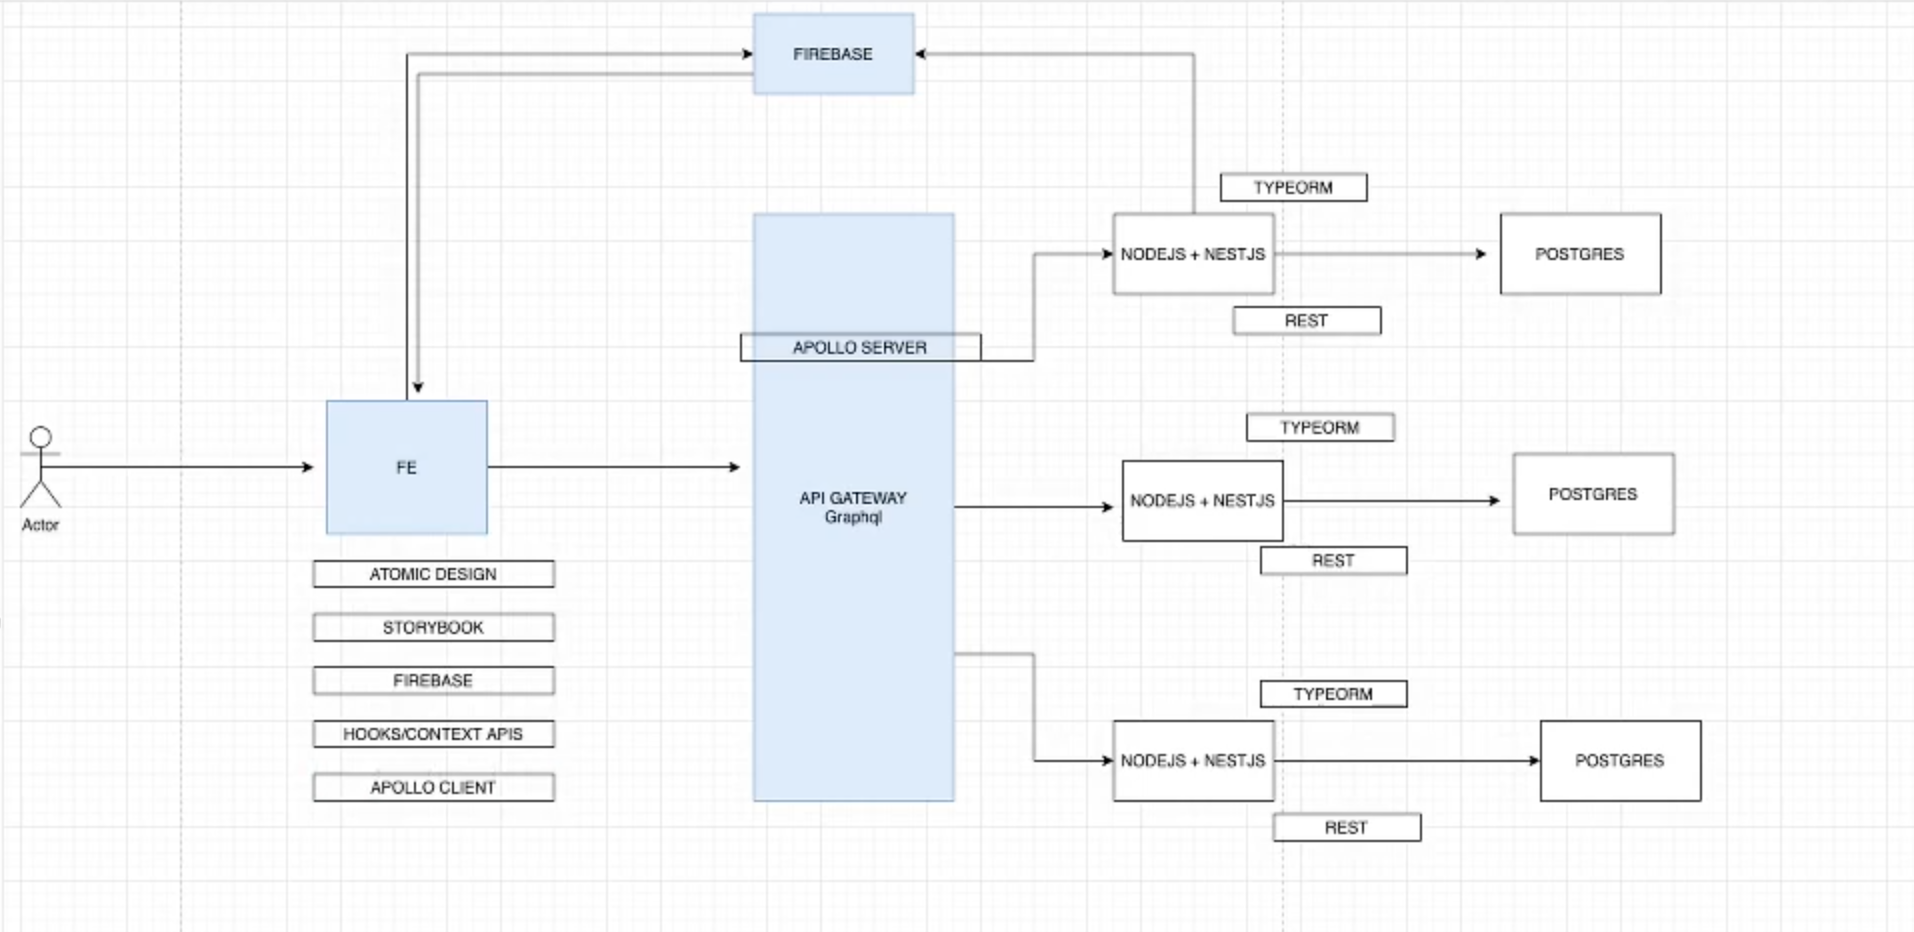 FIREBASE
TYPEORM
NODEJS + NESTJS
POSTGRES
REST
APOLLO SERVER
TYPEORM
FE
API GATEWAY
Graphql
NODEJS + NESTJS
POSTGRES
Actor
REST
ATOMIC DESIGN
STORYBOOK
FIREBASE
HOOKS/CONTEXT APIS
APOLLO CLIENT
TYPEORM
NODEJS + NESTJS
POSTGRES
REST